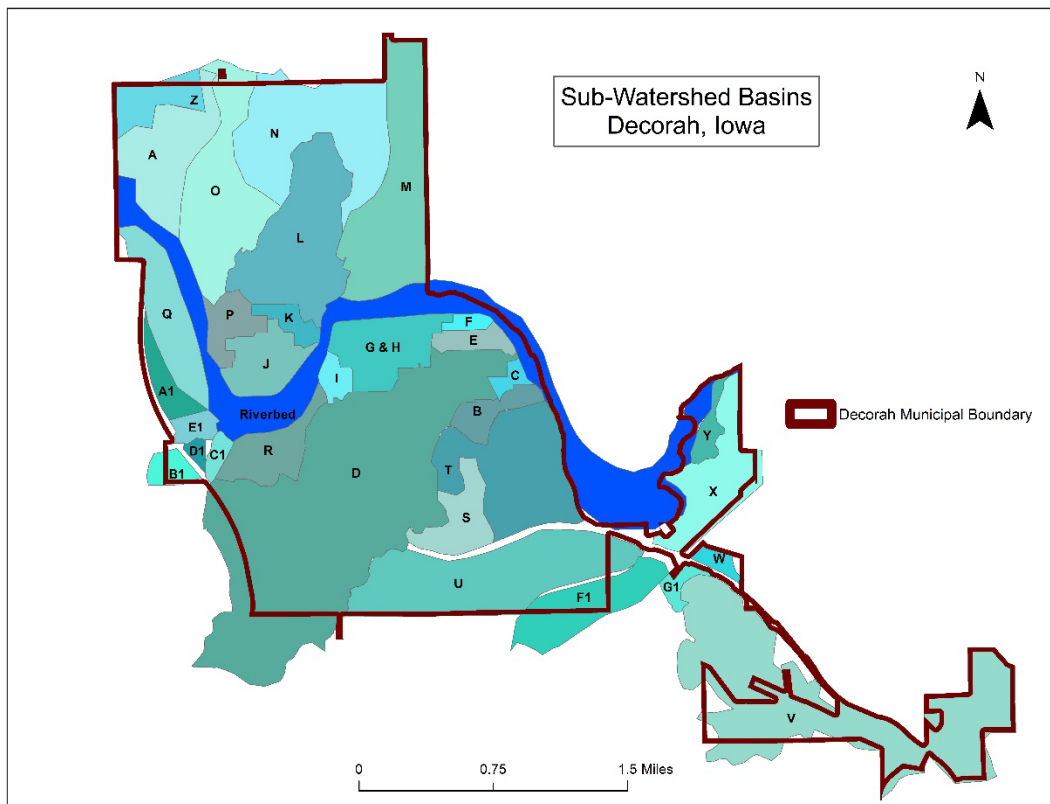 Sub-Watershed Basins
Decorah, Iowa
N
Z
N
A
O
M
L
Q
P
K
F
G & H
E
J
I
C
A1
Riverbed
B
E1
Y
Decorah Municipal Boundary
D1
C1
R
B1
D
T
X
S
W
U
G1
F1
V
0
0.75
1.5 Miles